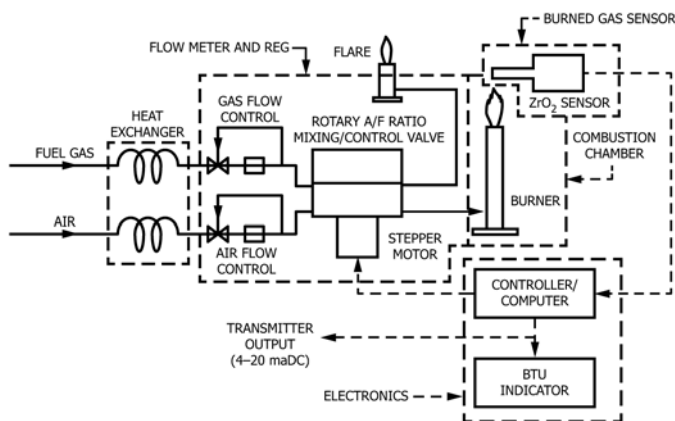 BURNED GAS SENSOR
FLOW METER AND REG
FLARE
HEAT
EXCHANGER
GAS FLOW
CONTROL
ROTARY A/F RATIO
MIXING/CONTROL VALVE
ZrO2 SENSOR
COMBUSTION
CHAMBER
FUEL GAS
BURNER
AIR
AIR FLOW
CONTROL
STEPPER
MOTOR
CONTROLLER/
COMPUTER
TRANSMITTER
OUTPUT
(4–20 maDC)
BTU
INDICATOR
ELECTRONICS